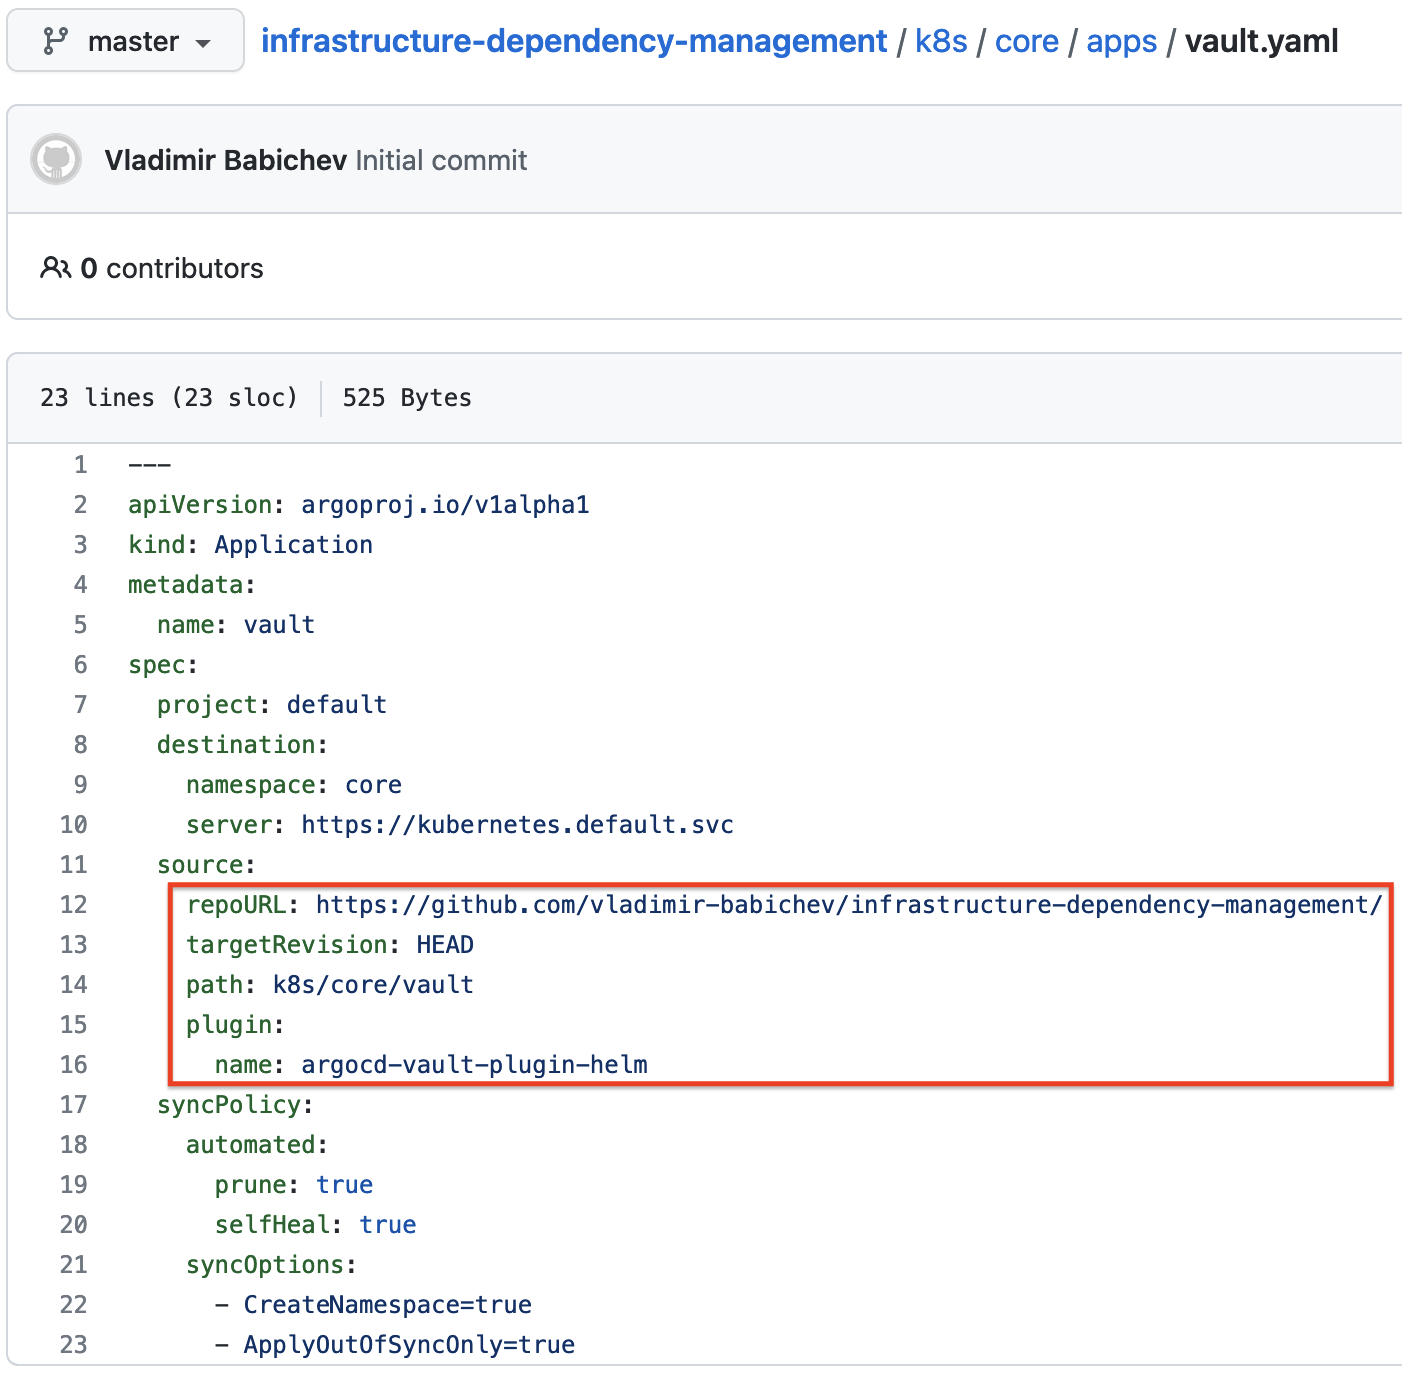 master infrastructure-dependency-management / k8s / core / apps / vault.yaml
Vladimir Babichev Initial commit
0 contributors
23 lines (23 sloc) 525 Bytes
1 ---
2 apiVersion: argoproj.io/v1alpha1
3 kind: Application
4 metadata:
5   name: vault
6 spec:
7   project: default
8   destination:
9     namespace: core
10     server: https://kubernetes.default.svc
11   source:
12     repoURL: https://github.com/vladimir-babichev/infrastructure-dependency-management/
13     targetRevision: HEAD
14     path: k8s/core/vault
15     plugin:
16       name: argocd-vault-plugin-helm
17   syncPolicy:
18     automated:
19       prune: true
20       selfHeal: true
21     syncOptions:
22       - CreateNamespace=true
23       - ApplyOutOfSyncOnly=true